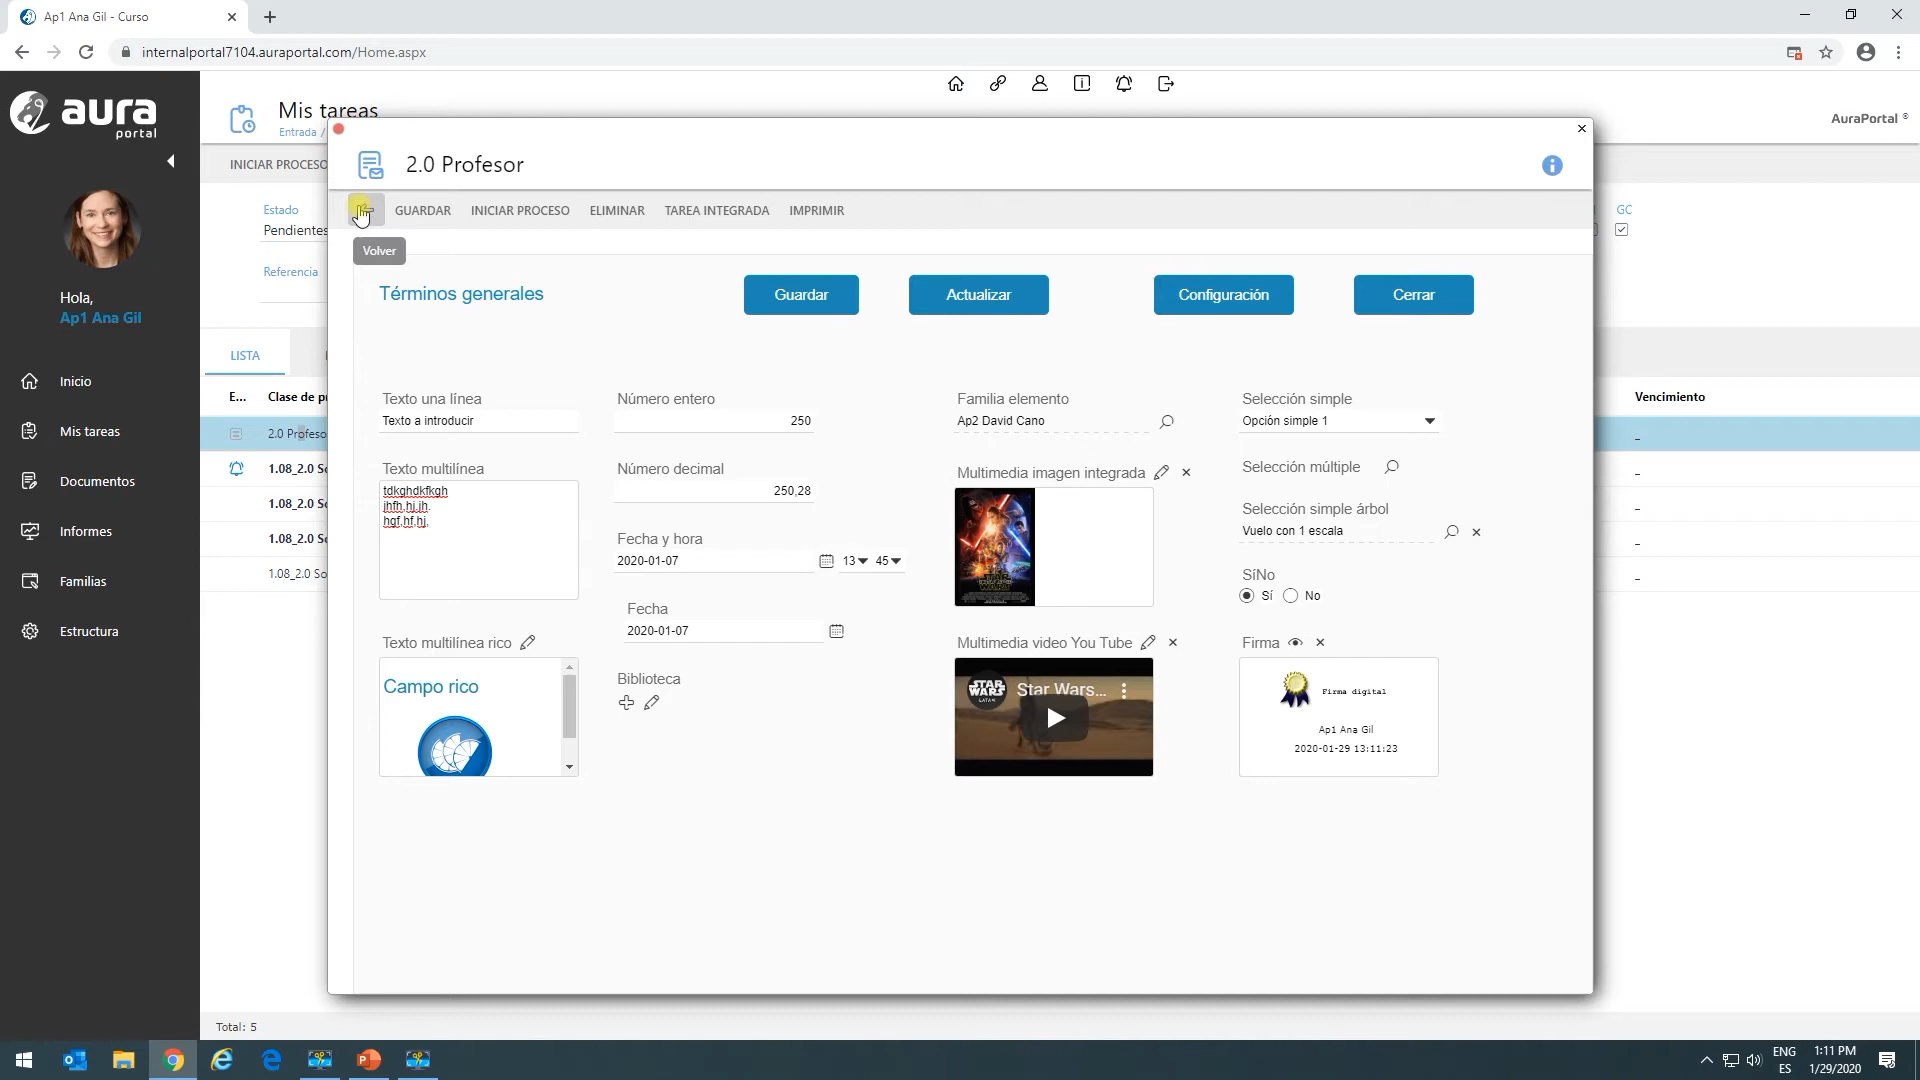 Ap1 Ana Gil - Curso
internalportal7104.auraportal.com/Home.aspx
aura
portal
Mis tareas
Entrada /
AuraPortal ®
INICIAR PROCESO
2.0 Profesor
GUARDAR INICIAR PROCESO ELIMINAR TAREA INTEGRADA IMPRIMIR
Volver
Estado
Pendientes
Referencia
GC
Hola,
Ap1 Ana Gil
Inicio
Mis tareas
Documentos
Informes
Familias
Estructura
LISTA
E... Clase de pr
Vencimiento
2.0 Profeso
1.08_2.0 So
1.08_2.0 So
1.08_2.0 So
1.08_2.0 So
Términos generales
Guardar
Actualizar
Configuración
Cerrar
Texto una línea
Texto a introducir
Texto multilínea
tdkghdkfkgh
jhfh,hj,jh.
hgf,hf,hj,
Texto multilínea rico
Campo rico
Número entero
250
Número decimal
250,28
Fecha y hora
2020-01-07 13 45
Fecha
2020-01-07
Biblioteca
Familia elemento
Ap2 David Cano
Multimedia imagen integrada
Multimedia video You Tube
STAR WARS LATAM
Star Wars...
Selección simple
Opción simple 1
Selección múltiple
Selección simple árbol
Vuelo con 1 escala
SíNo
Sí No
Firma
Firma digital
Ap1 Ana Gil
2020-01-29 13:11:23
Total: 5
ENG
ES
1:11 PM
1/29/2020